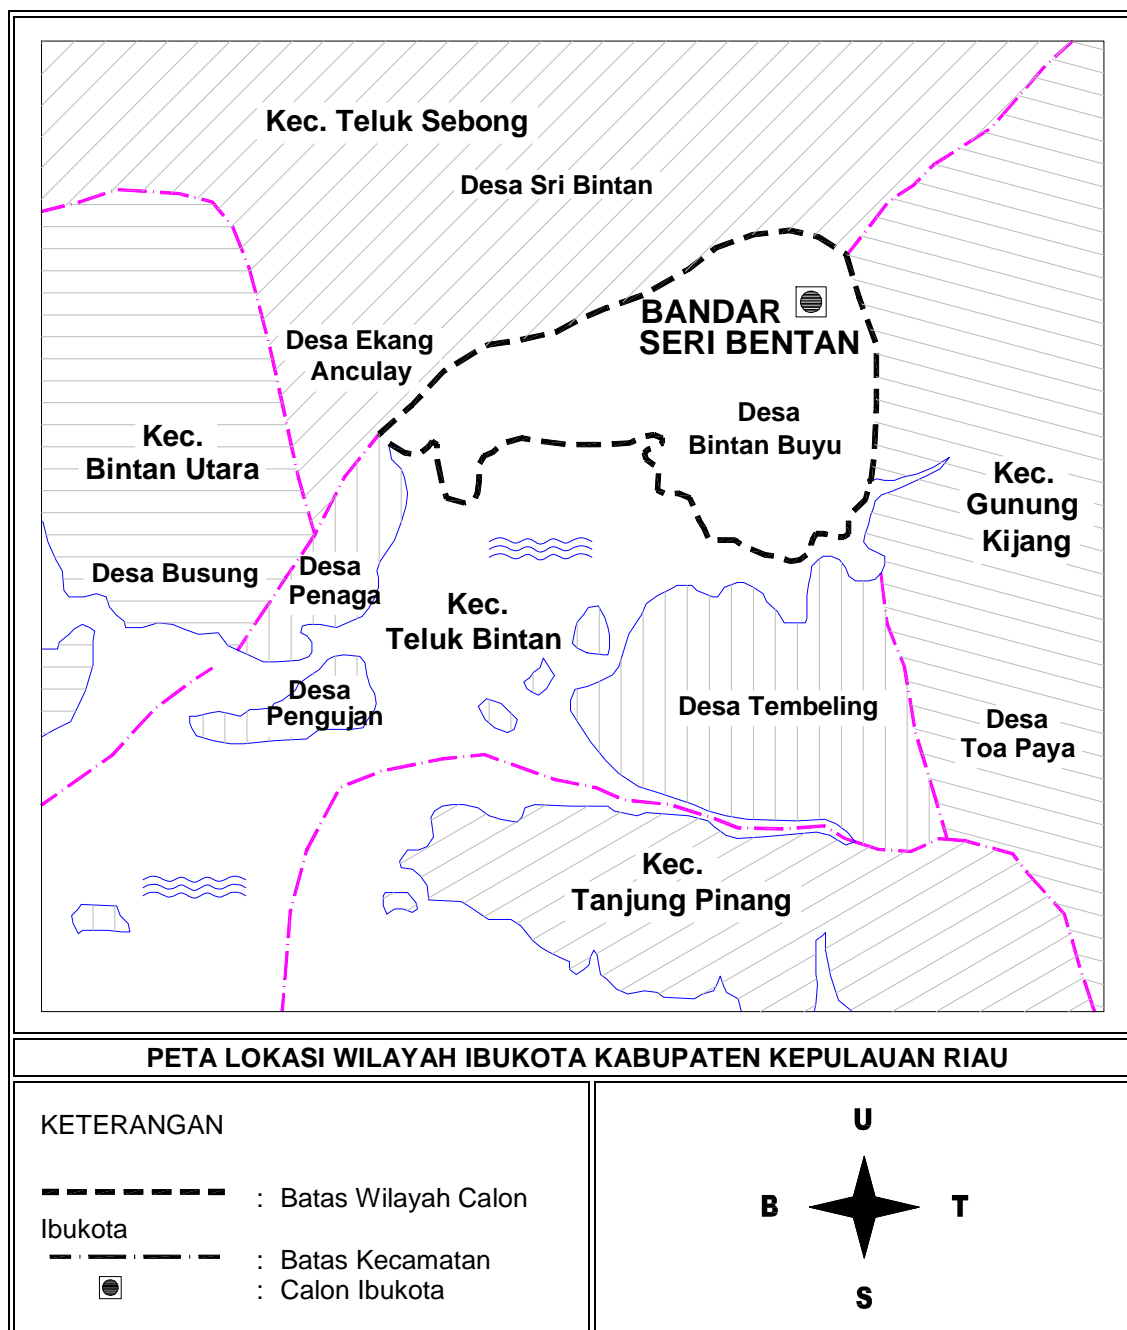 Kec. Teluk Sebong
Desa Sri Bintan
BANDAR
SERI BENTAN
Desa Ekang
Anculay
Desa
Bintan Buyu
Kec.
Bintan Utara
Kec.
Gunung
Kijang
Desa Busung
Desa
Penaga
Kec.
Teluk Bintan
Desa
Pengujan
Desa Tembeling
Desa
Toa Paya
Kec.
Tanjung Pinang
PETA LOKASI WILAYAH IBUKOTA KABUPATEN KEPULAUAN RIAU
KETERANGAN
: Batas Wilayah Calon
Ibukota
: Batas Kecamatan
: Calon Ibukota
U
B T
S